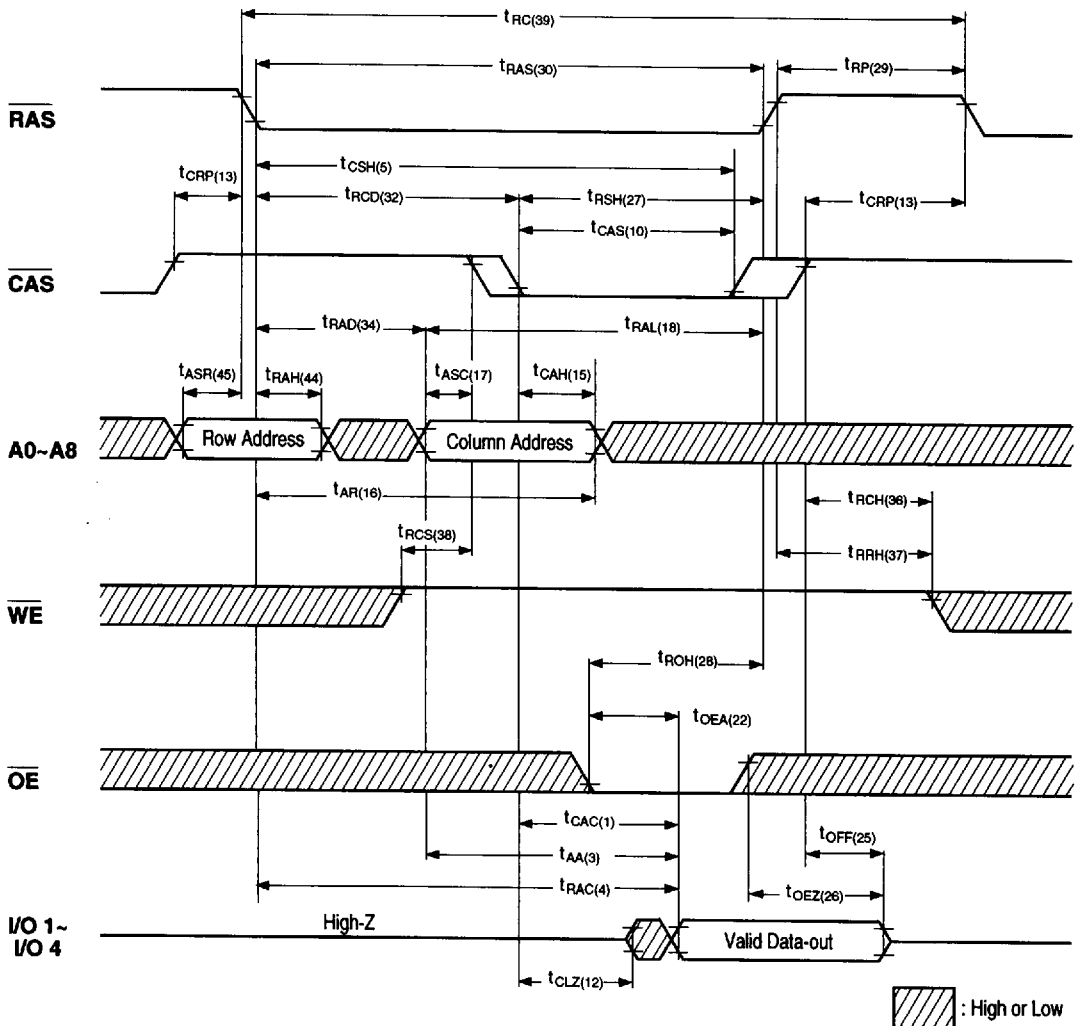 tRC(39)
tRAS(30)
tRP(29)
RAS
tCSH(5)
tCRP(13)
tRCD(32)
tRSH(27)
tCRP(13)
tCAS(10)
CAS
tRAD(34)
tRAL(18)
tASR(45)
tRAH(44)
tASC(17)
tCAH(15)
A0~A8
Row Address
Column Address
tAR(16)
tRCH(36)
tRCS(38)
tRRH(37)
WE
tROH(28)
tOEA(22)
OE
tCAC(1)
tOFF(25)
tAA(3)
tRAC(4)
tOEZ(26)
I/O 1~
I/O 4
High-Z
Valid Data-out
tCLZ(12)
: High or Low